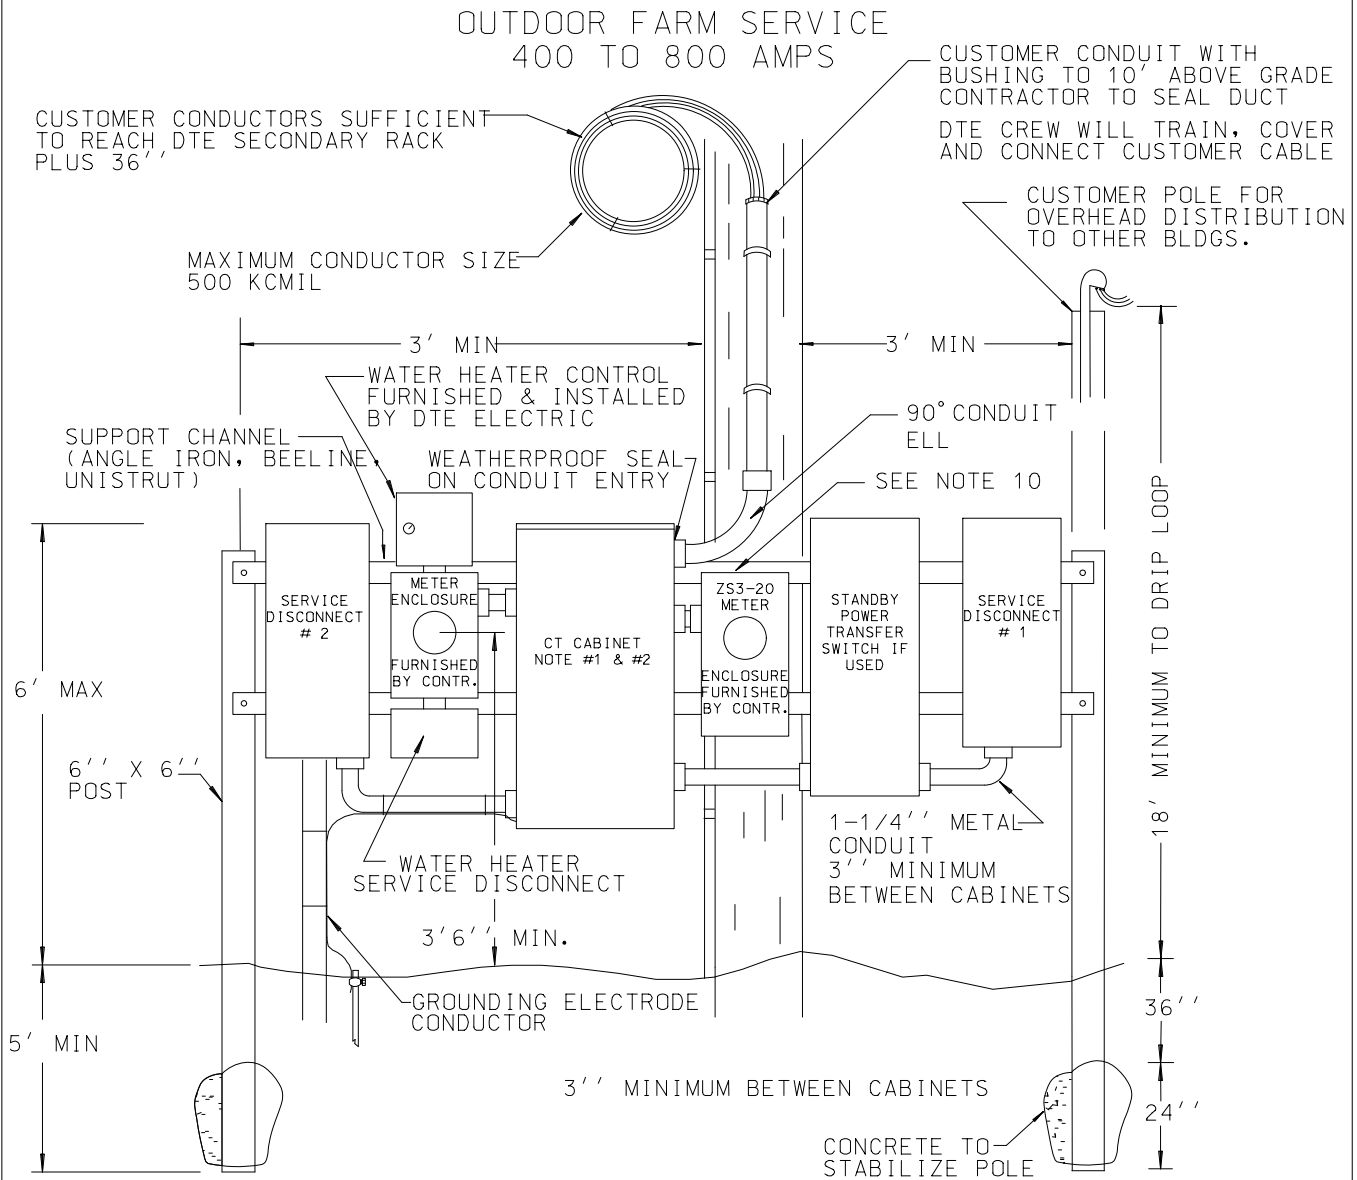 OUTDOOR FARM SERVICE
400 TO 800 AMPS
CUSTOMER CONDUIT WITH
BUSHING TO 10' ABOVE GRADE
CONTRACTOR TO SEAL DUCT
DTE CREW WILL TRAIN, COVER
AND CONNECT CUSTOMER CABLE
CUSTOMER CONDUCTORS SUFFICIENT
TO REACH DTE SECONDARY RACK
PLUS 36''
CUSTOMER POLE FOR
OVERHEAD DISTRIBUTION
TO OTHER BLDGS.
MAXIMUM CONDUCTOR SIZE
500 KCMIL
3' MIN
3' MIN
WATER HEATER CONTROL
FURNISHED & INSTALLED
BY DTE ELECTRIC
90° CONDUIT
ELL
SUPPORT CHANNEL
(ANGLE IRON, BEELINE,
UNISTRUT)
WEATHERPROOF SEAL
ON CONDUIT ENTRY
SEE NOTE 10
18' MINIMUM TO DRIP LOOP
SERVICE
DISCONNECT
# 2
METER
ENCLOSURE
FURNISHED
BY CONTR.
CT CABINET
NOTE #1 & #2
ZS3-20
METER
ENCLOSURE
FURNISHED
BY CONTR.
STANDBY
POWER
TRANSFER
SWITCH IF
USED
SERVICE
DISCONNECT
# 1
6' MAX
6'' X 6''
POST
1-1/4'' METAL
CONDUIT
3'' MINIMUM
BETWEEN CABINETS
WATER HEATER
SERVICE DISCONNECT
3'6'' MIN.
GROUNDING ELECTRODE
CONDUCTOR
36''
5' MIN
3'' MINIMUM BETWEEN CABINETS
24''
CONCRETE TO
STABILIZE POLE